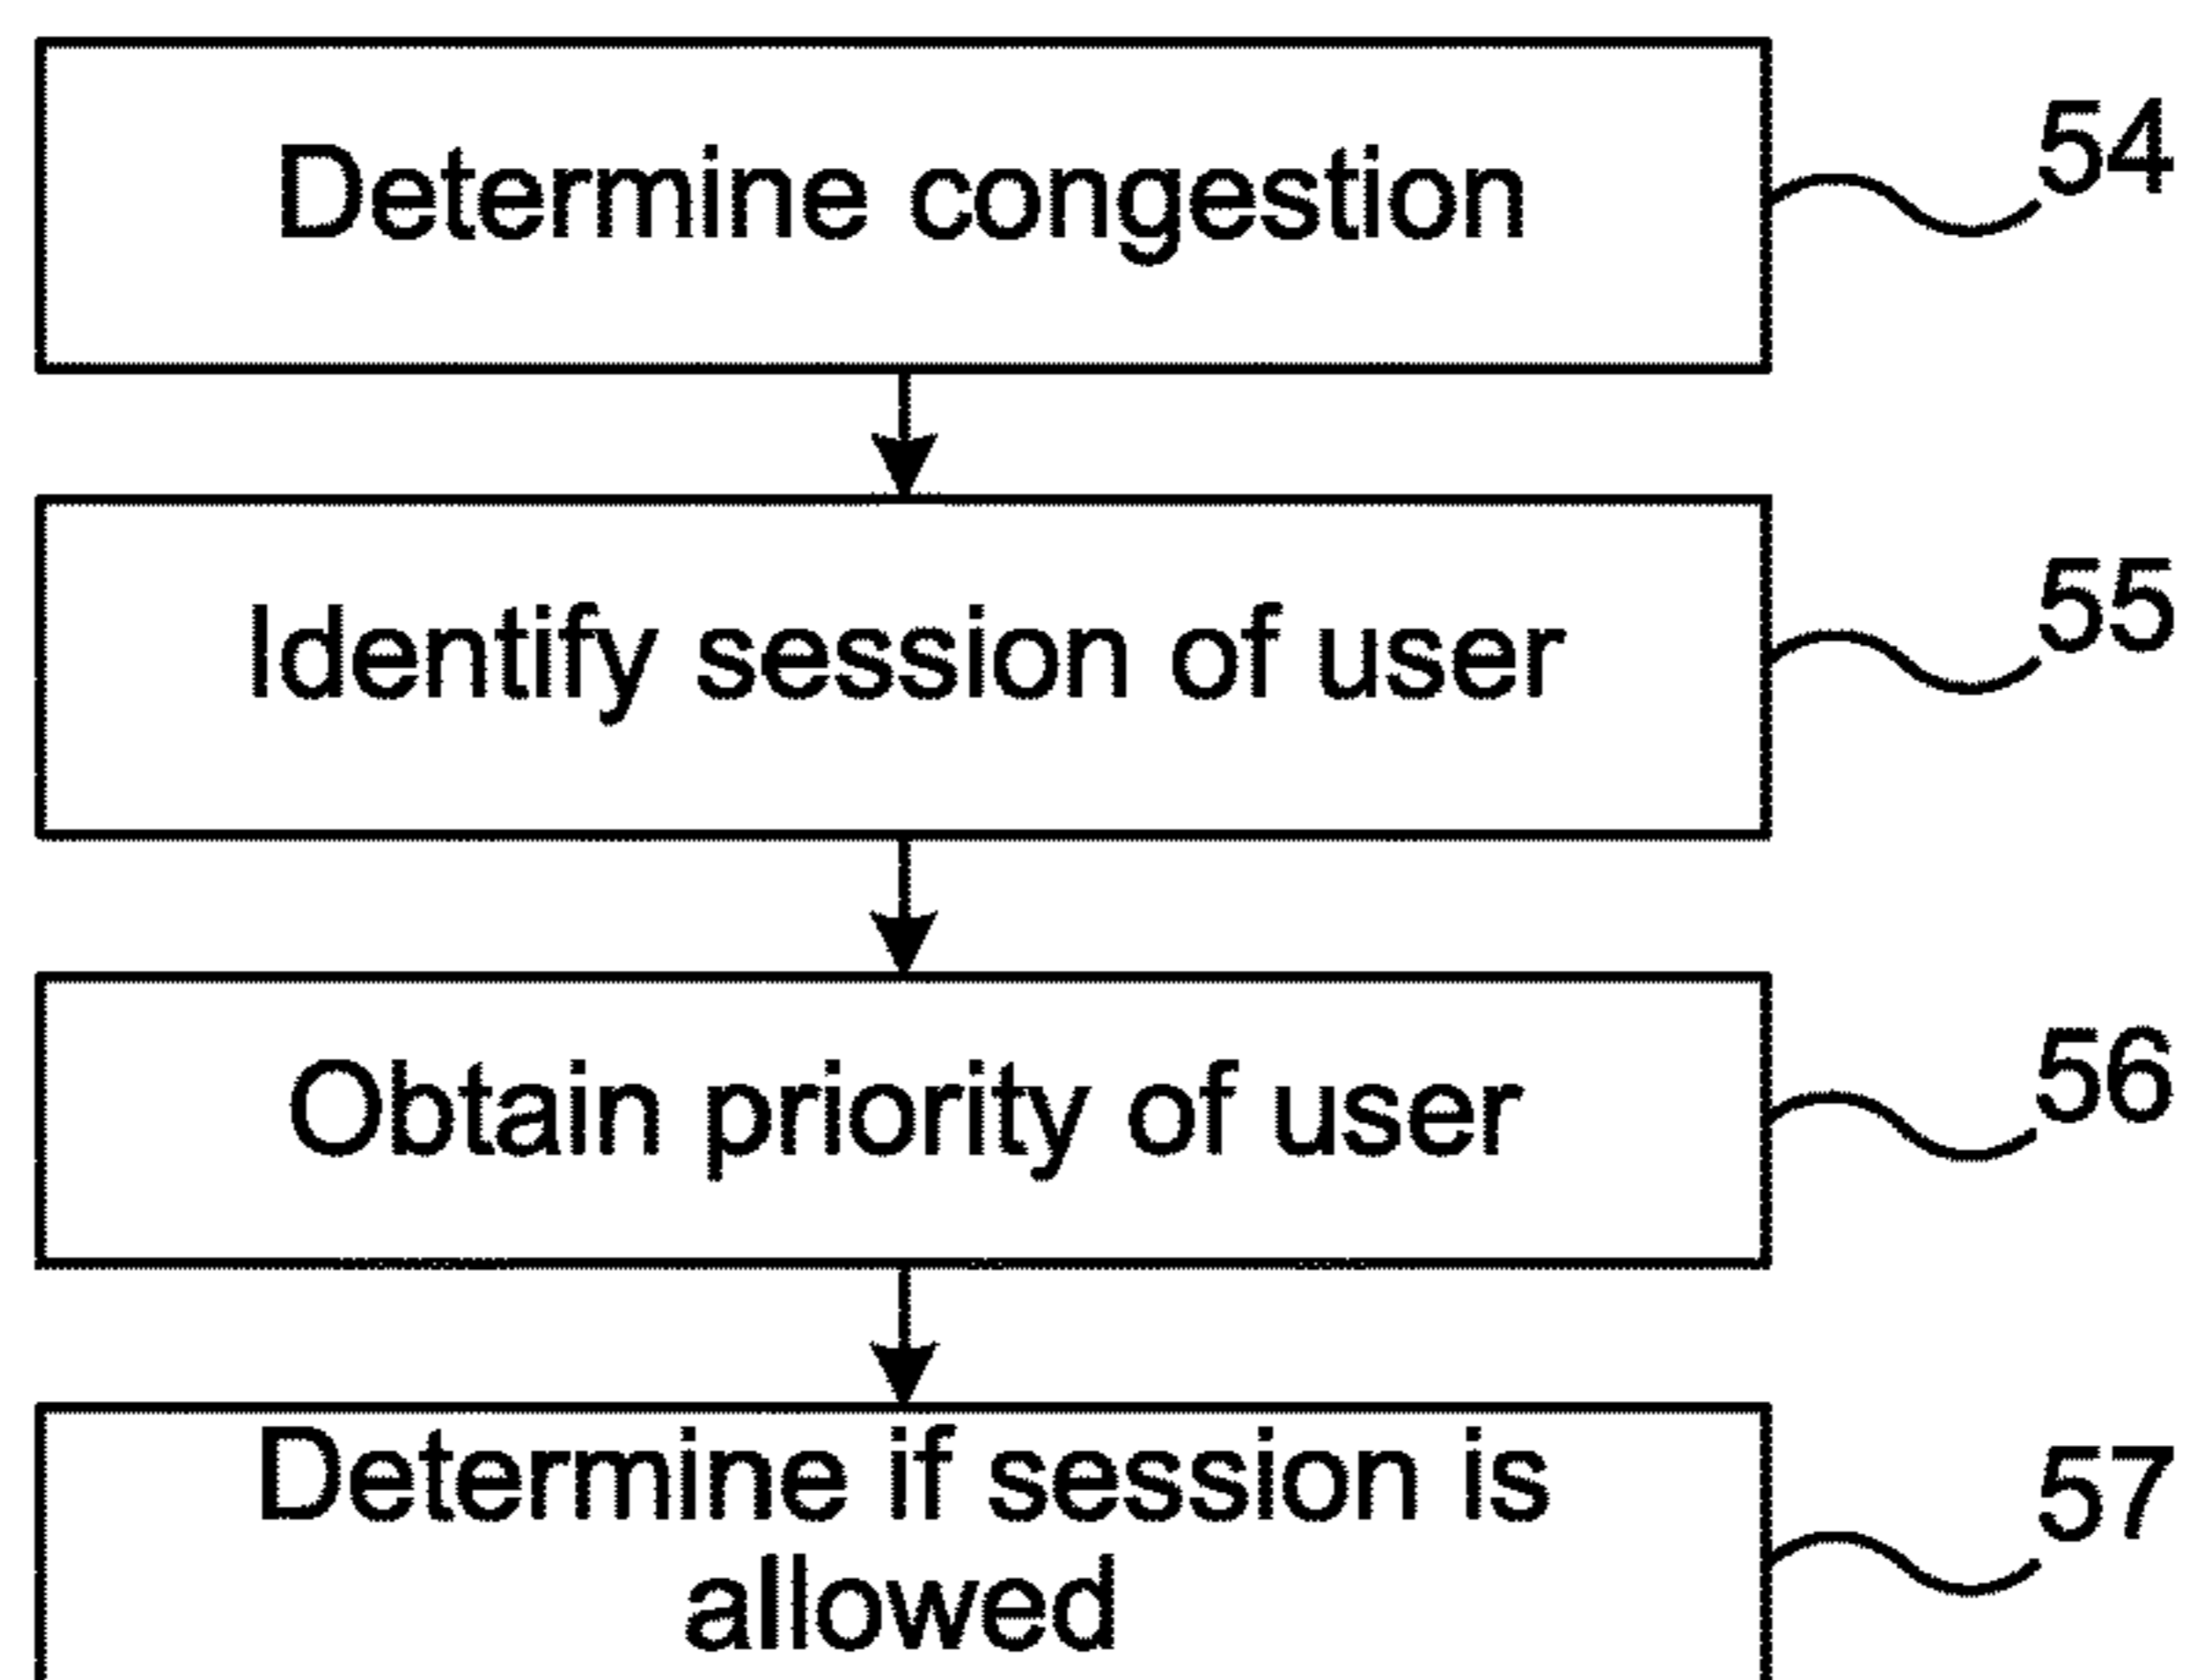 Determine congestion
54
Identify session of user
55
Obtain priority of user
56
Determine if session is
allowed
57